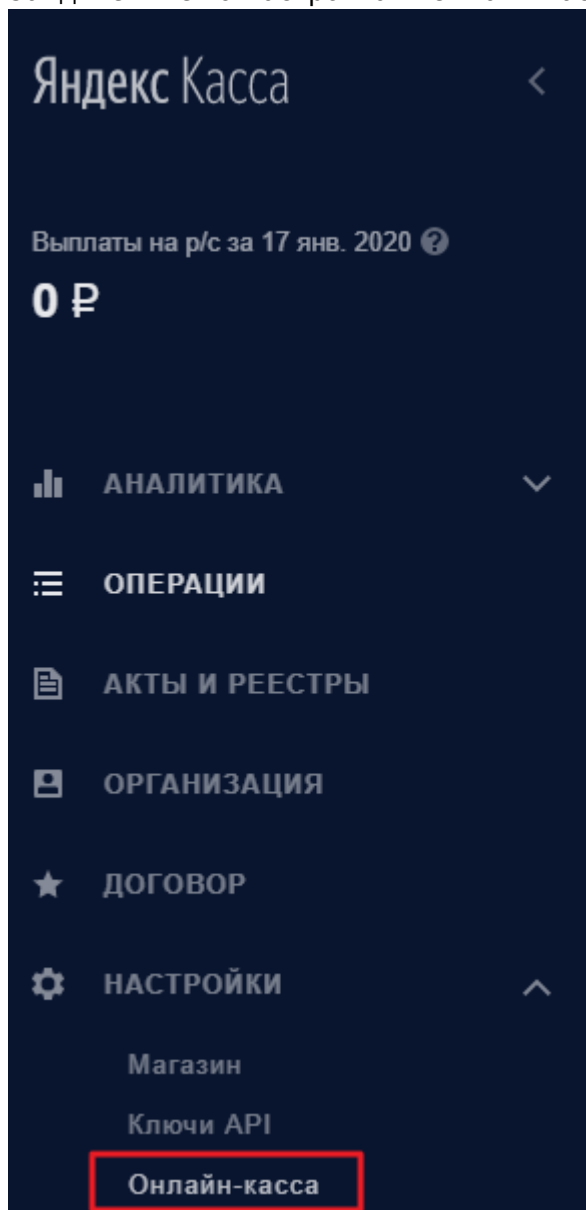 Яндекс Касса
Выплаты на р/с за 17 янв. 2020
0 ₽
АНАЛИТИКА
ОПЕРАЦИИ
АКТЫ И РЕЕСТРЫ
ОРГАНИЗАЦИЯ
ДОГОВОР
НАСТРОЙКИ
Магазин
Ключи API
Онлайн-касса